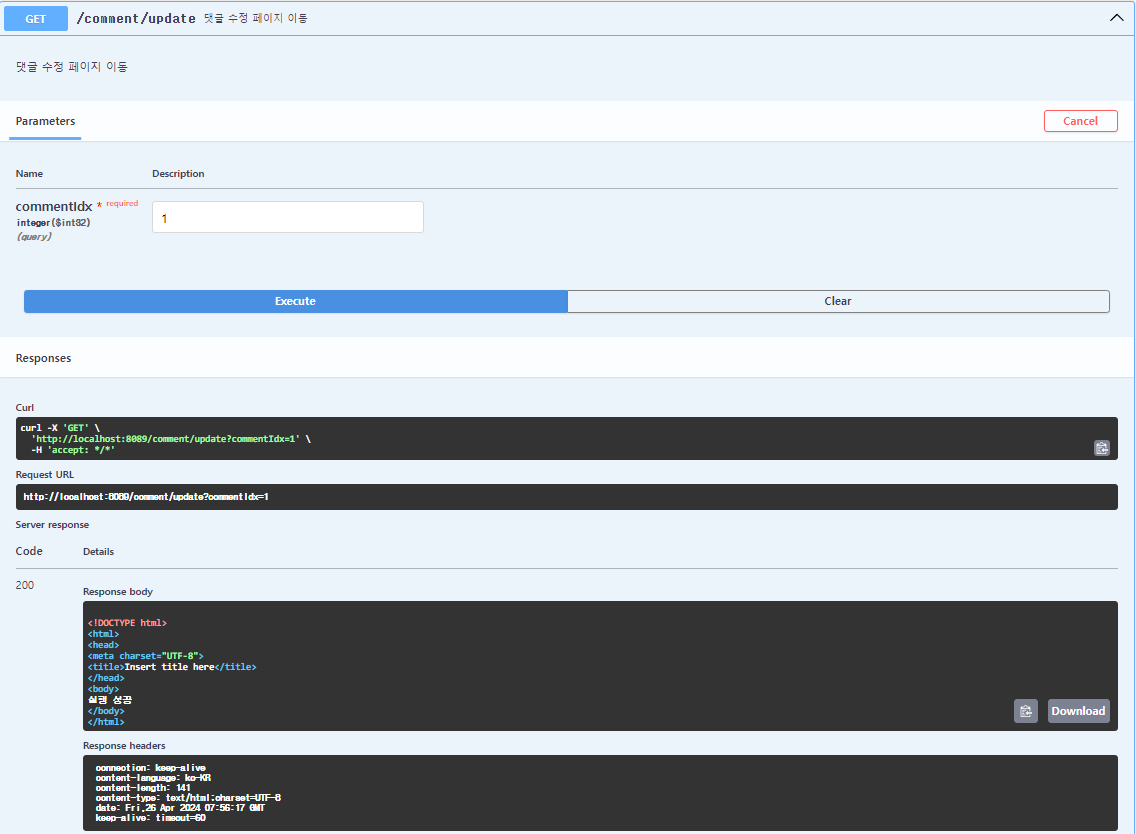 GET /comment/update 댓글 수정 페이지 이동
댓글 수정 페이지 이동
Parameters
Cancel
Name Description
commentIdx * required
integer($int32)
(query)
1
Execute Clear
Responses
Curl
curl -X 'GET' \
'http://localhost:8089/comment/update?commentIdx=1' \
-H 'accept: */*'
Request URL
http://localhost:8089/comment/update?commentIdx=1
Server response
Code Details
200
Response body
<!DOCTYPE html>
<html>
<head>
<meta charset="UTF-8">
<title>Insert title here</title>
</head>
<body>
실행 성공
</body>
</html>
Download
Response headers
connection: keep-alive
content-language: ko-KR
content-length: 141
content-type: text/html;charset=UTF-8
date: Fri,26 Apr 2024 07:56:17 GMT
keep-alive: timeout=60